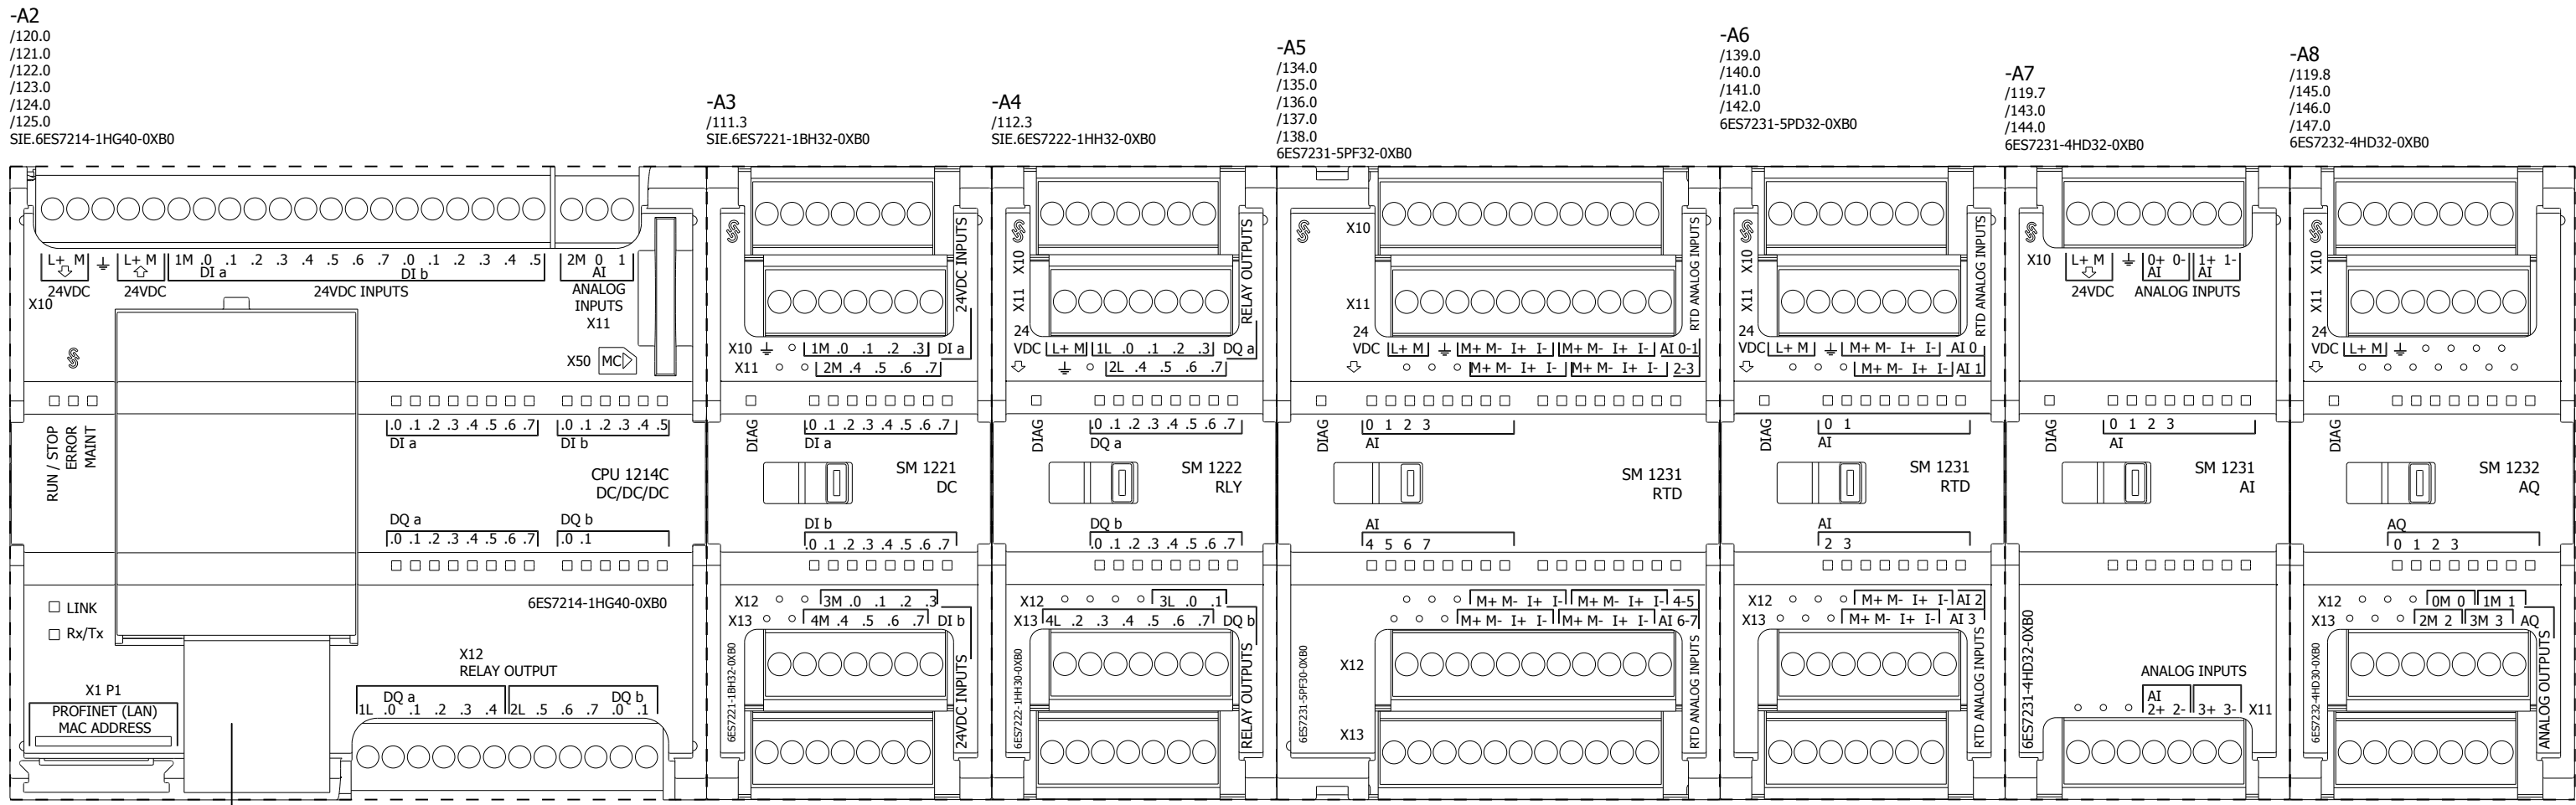 -A2
/120.0
/121.0
/122.0
/123.0
/124.0
/125.0
SIE.6ES7214-1HG40-0XB0
L+ M L+ M 1M .0 .1 .2 .3 .4 .5 .6 .7 .0 .1 .2 .3 .4 .5 2M 0 1
DI a DI b AI
24VDC 24VDC 24VDC INPUTS ANALOG
INPUTS
X10
X11
X50 MC
RUN / STOP
ERROR
MAINT
.0 .1 .2 .3 .4 .5 .6 .7 .0 .1 .2 .3 .4 .5
DI a DI b
CPU 1214C
DC/DC/DC
DQ a DQ b
.0 .1 .2 .3 .4 .5 .6 .7 .0 .1
LINK
Rx/Tx
6ES7214-1HG40-0XB0
X12
RELAY OUTPUT
X1 P1
PROFINET (LAN)
MAC ADDRESS
DQ a DQ b
1L .0 .1 .2 .3 .4 2L .5 .6 .7 .0 .1
-A3
/111.3
SIE.6ES7221-1BH32-0XB0
24VDC INPUTS
X10 1M .0 .1 .2 .3 DI a
X11 2M .4 .5 .6 .7
DIAG
.0 .1 .2 .3 .4 .5 .6 .7
DI a
SM 1221
DC
DI b
.0 .1 .2 .3 .4 .5 .6 .7
X12 3M .0 .1 .2 .3
X13 4M .4 .5 .6 .7 DI b
6ES7221-1BH32-0XB0
24VDC INPUTS
-A4
/112.3
SIE.6ES7222-1HH32-0XB0
X10
X11
RELAY OUTPUTS
24
VDC L+ M 1L .0 .1 .2 .3 DQ a
2L .4 .5 .6 .7
DIAG
.0 .1 .2 .3 .4 .5 .6 .7
DQ a
SM 1222
RLY
DQ b
.0 .1 .2 .3 .4 .5 .6 .7
X12 3L .0 .1
X13 4L .2 .3 .4 .5 .6 .7 DQ b
6ES7222-1HH30-0XB0
RELAY OUTPUTS
-A5
/134.0
/135.0
/136.0
/137.0
/138.0
6ES7231-5PF32-0XB0
X10
X11
RTD ANALOG INPUTS
24
VDC L+ M M+ M- I+ I- M+ M- I+ I- AI 0-1
M+ M- I+ I- M+ M- I+ I- 2-3
DIAG
0 1 2 3
AI
SM 1231
RTD
AI
4 5 6 7
M+ M- I+ I- M+ M- I+ I- 4-5
M+ M- I+ I- M+ M- I+ I- AI 6-7
6ES7231-5PF30-0XB0
X12
X13
RTD ANALOG INPUTS
-A6
/139.0
/140.0
/141.0
/142.0
6ES7231-5PD32-0XB0
X10
X11
RTD ANALOG INPUTS
24
VDC L+ M M+ M- I+ I- AI 0
M+ M- I+ I- AI 1
DIAG
0 1
AI
SM 1231
RTD
AI
2 3
X12 M+ M- I+ I- AI 2
X13 M+ M- I+ I- AI 3
RTD ANALOG INPUTS
-A7
/119.7
/143.0
/144.0
6ES7231-4HD32-0XB0
X10 L+ M 0+ 0- 1+ 1-
AI AI
24VDC ANALOG INPUTS
DIAG
0 1 2 3
AI
SM 1231
AI
6ES7231-4HD32-0XB0
ANALOG INPUTS
AI
2+ 2- 3+ 3- X11
-A8
/119.8
/145.0
/146.0
/147.0
6ES7232-4HD32-0XB0
X10
X11
24
VDC L+ M
DIAG
SM 1232
AQ
AQ
0 1 2 3
X12 0M 0 1M 1
X13 2M 2 3M 3 AQ
6ES7232-4HD30-0XB0
ANALOG OUTPUTS